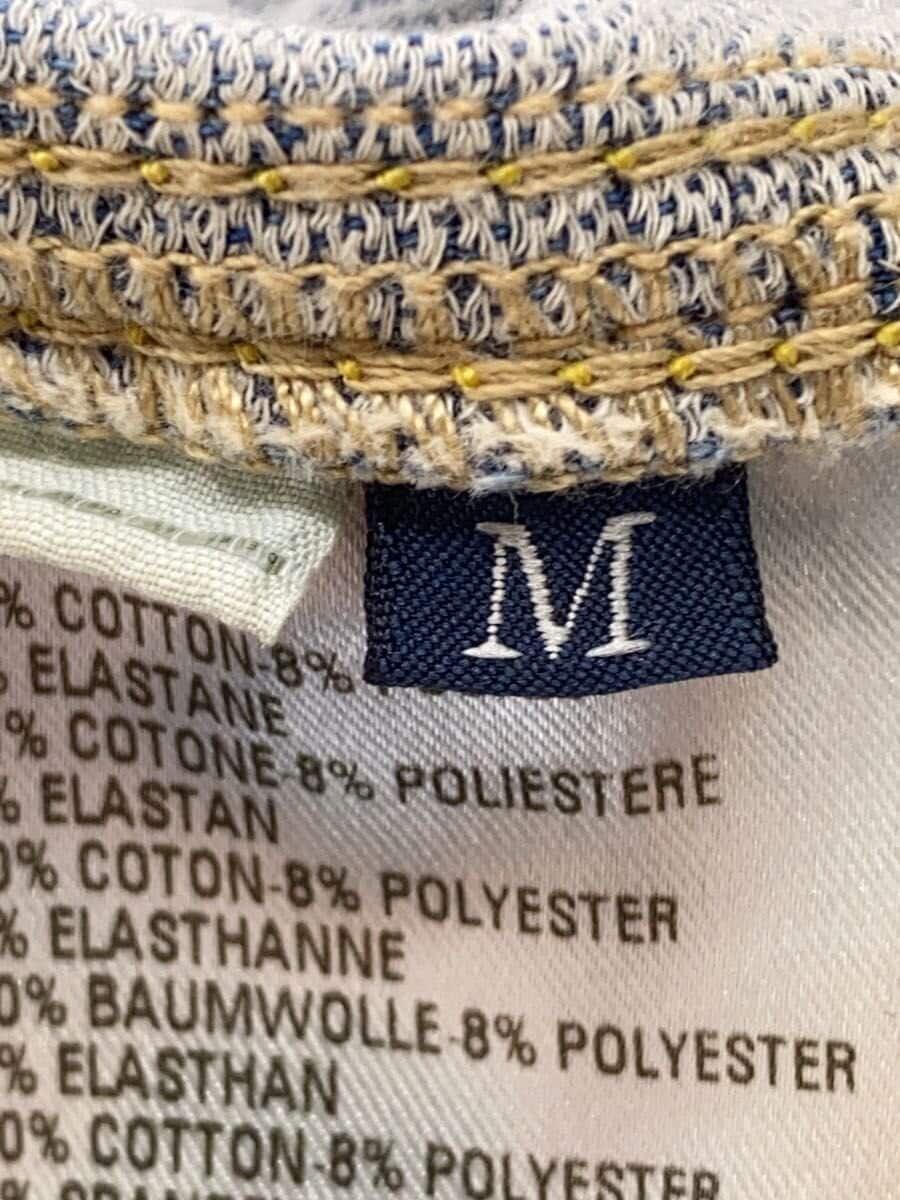 M
% COTTON-8%
% ELASTANE
% COTONE-8% POLIESTERE
% ELASTAN
0% COTON-8% POLYESTER
% ELASTHANNE
0% BAUMWOLLE-8% POLYESTER
% ELASTHAN
0% COTTON-8% POLYESTER